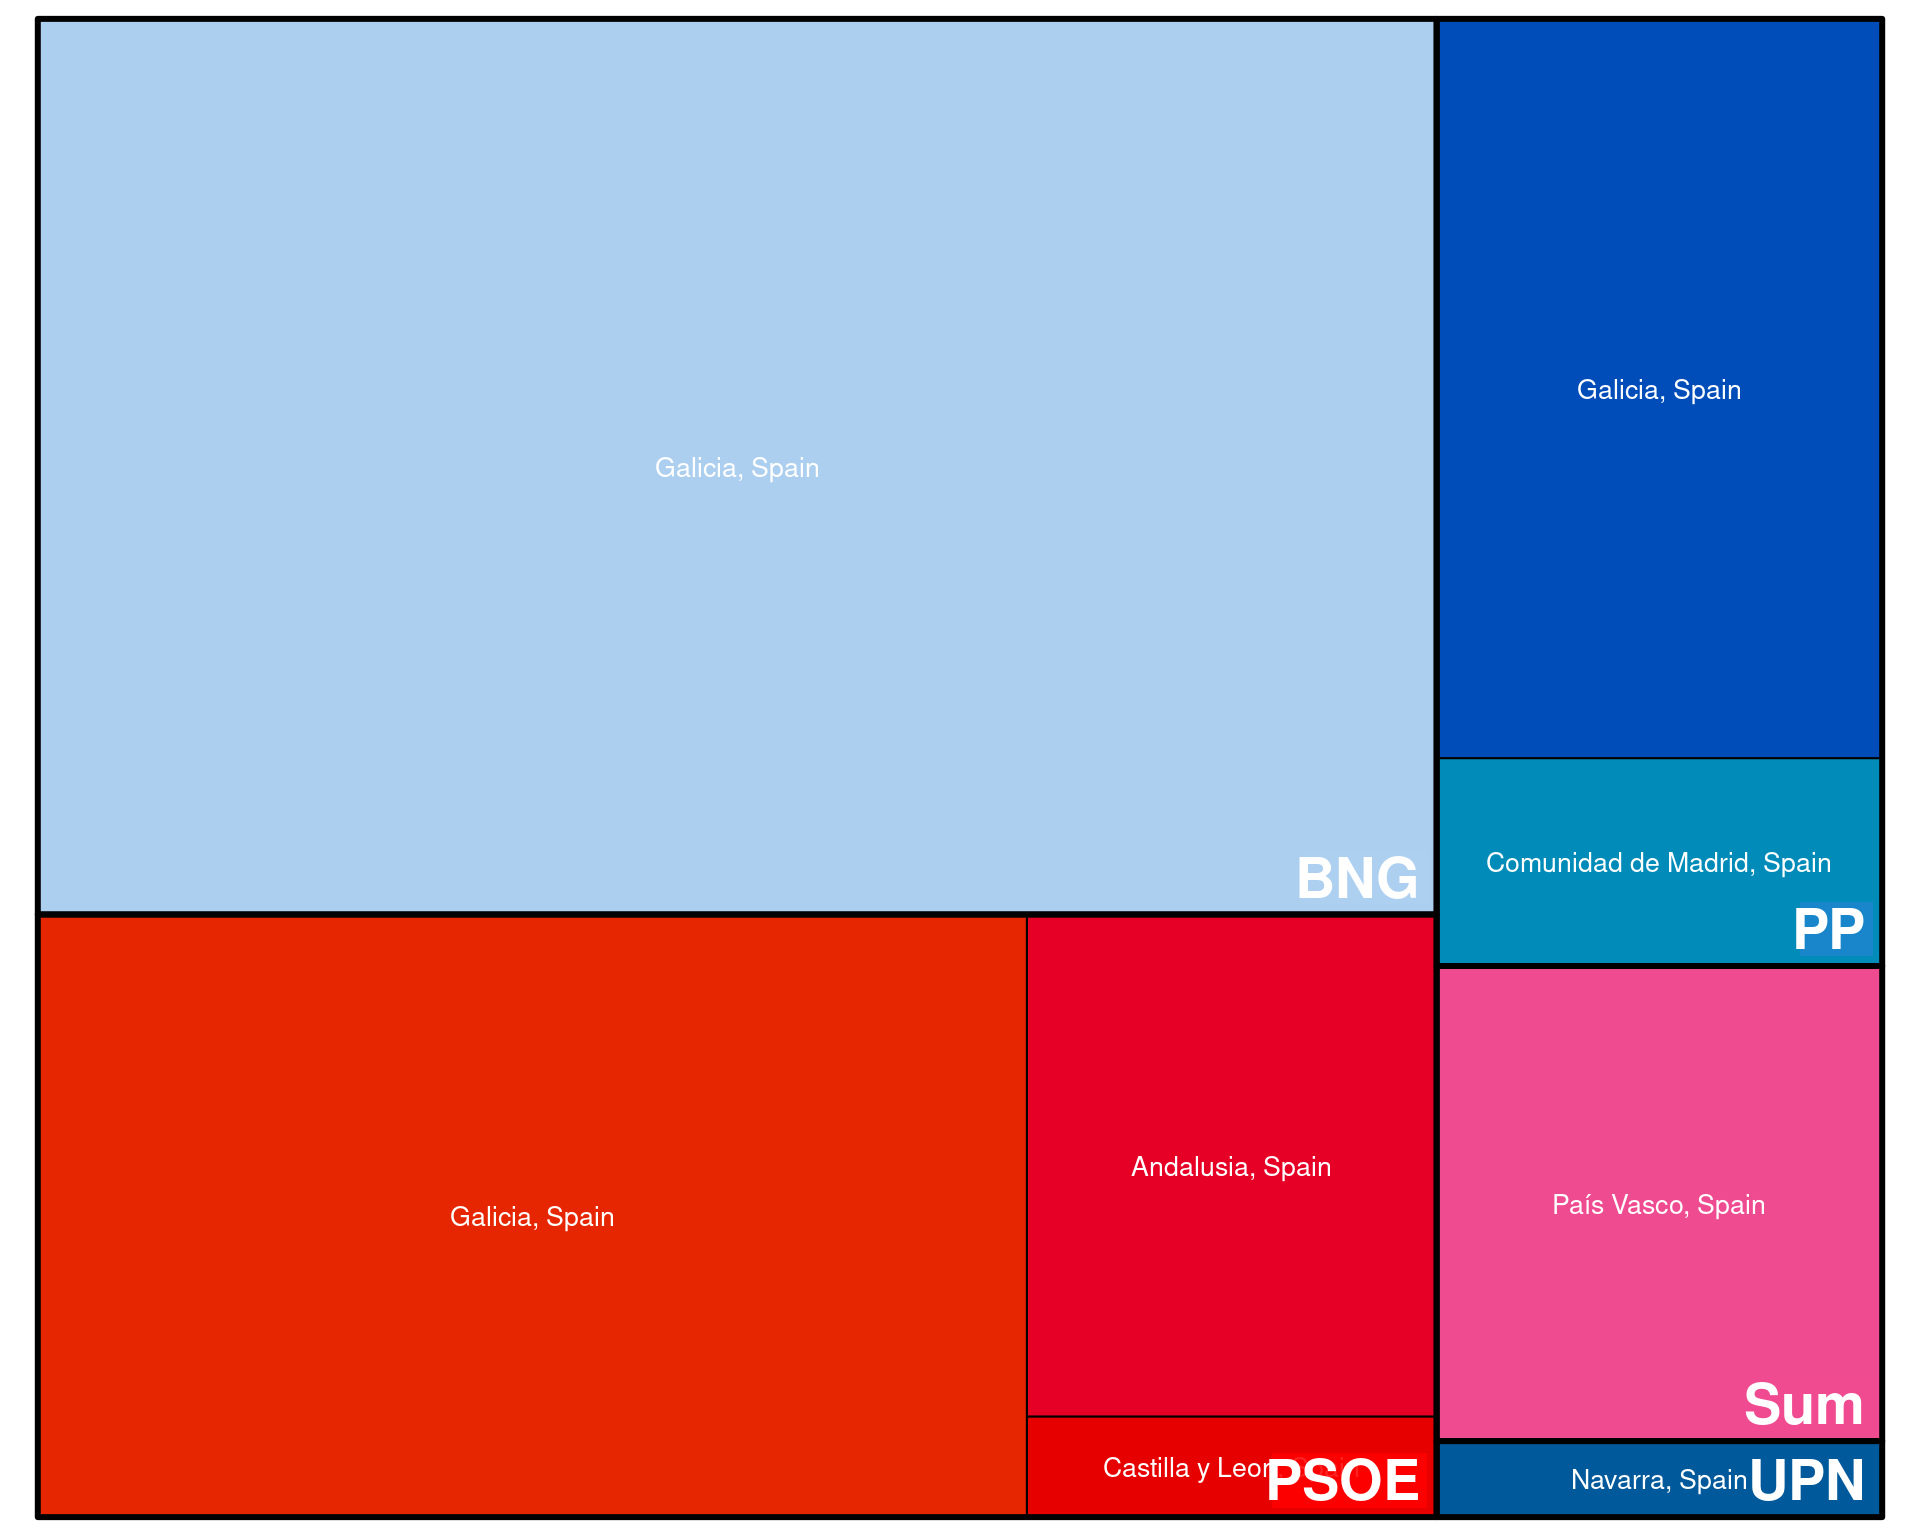 Galicia, Spain
BNG
Galicia, Spain
Comunidad de Madrid, Spain
PP
Galicia, Spain
Andalusia, Spain
Castilla y Leon
PSOE
País Vasco, Spain
Sum
Navarra, Spain
UPN